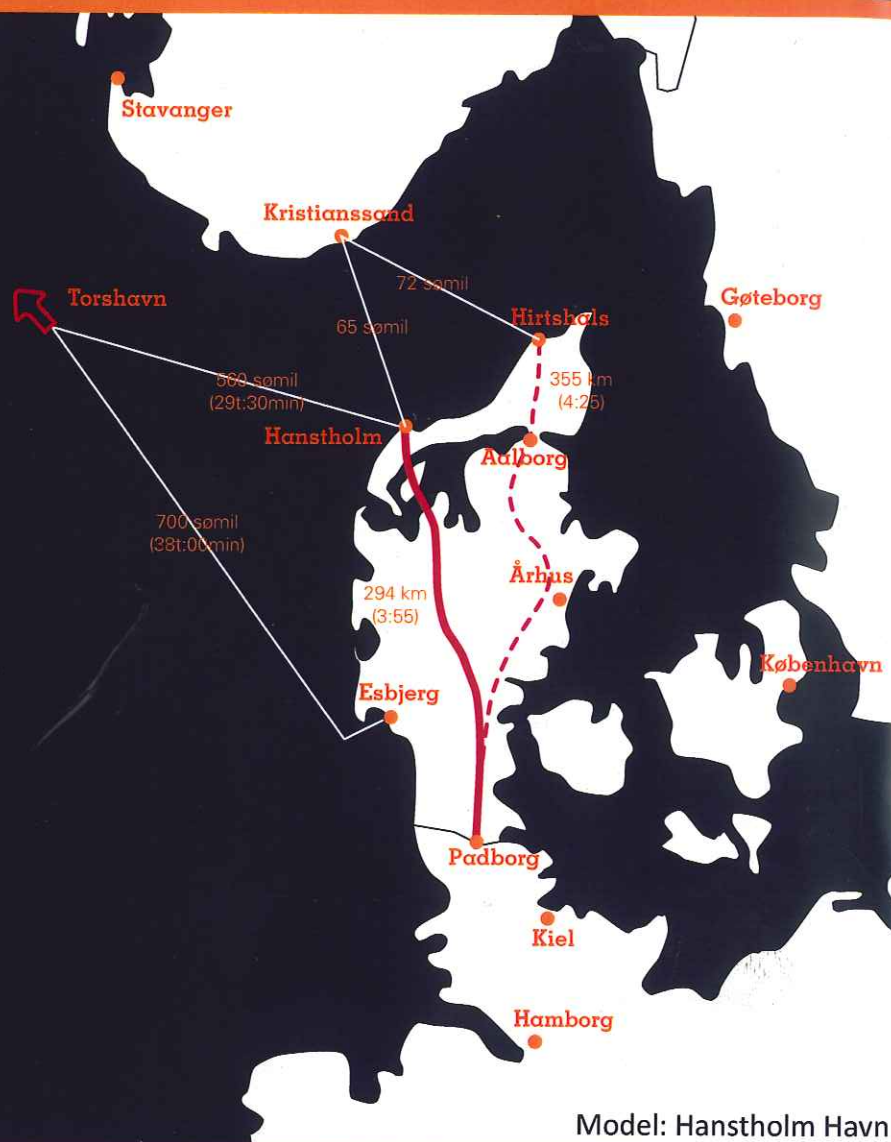 Stavanger
Kristianssand
72 sømil
Torshavn
Gøteborg
65 sømil
Hirtshals
560 sømil
(29t:30min)
355 km
(4:25)
Hanstholm
Aalborg
700 sømil
(38t:00min)
Århus
294 km
(3:55)
København
Esbjerg
Padborg
Kiel
Hamborg
Model: Hanstholm Havn